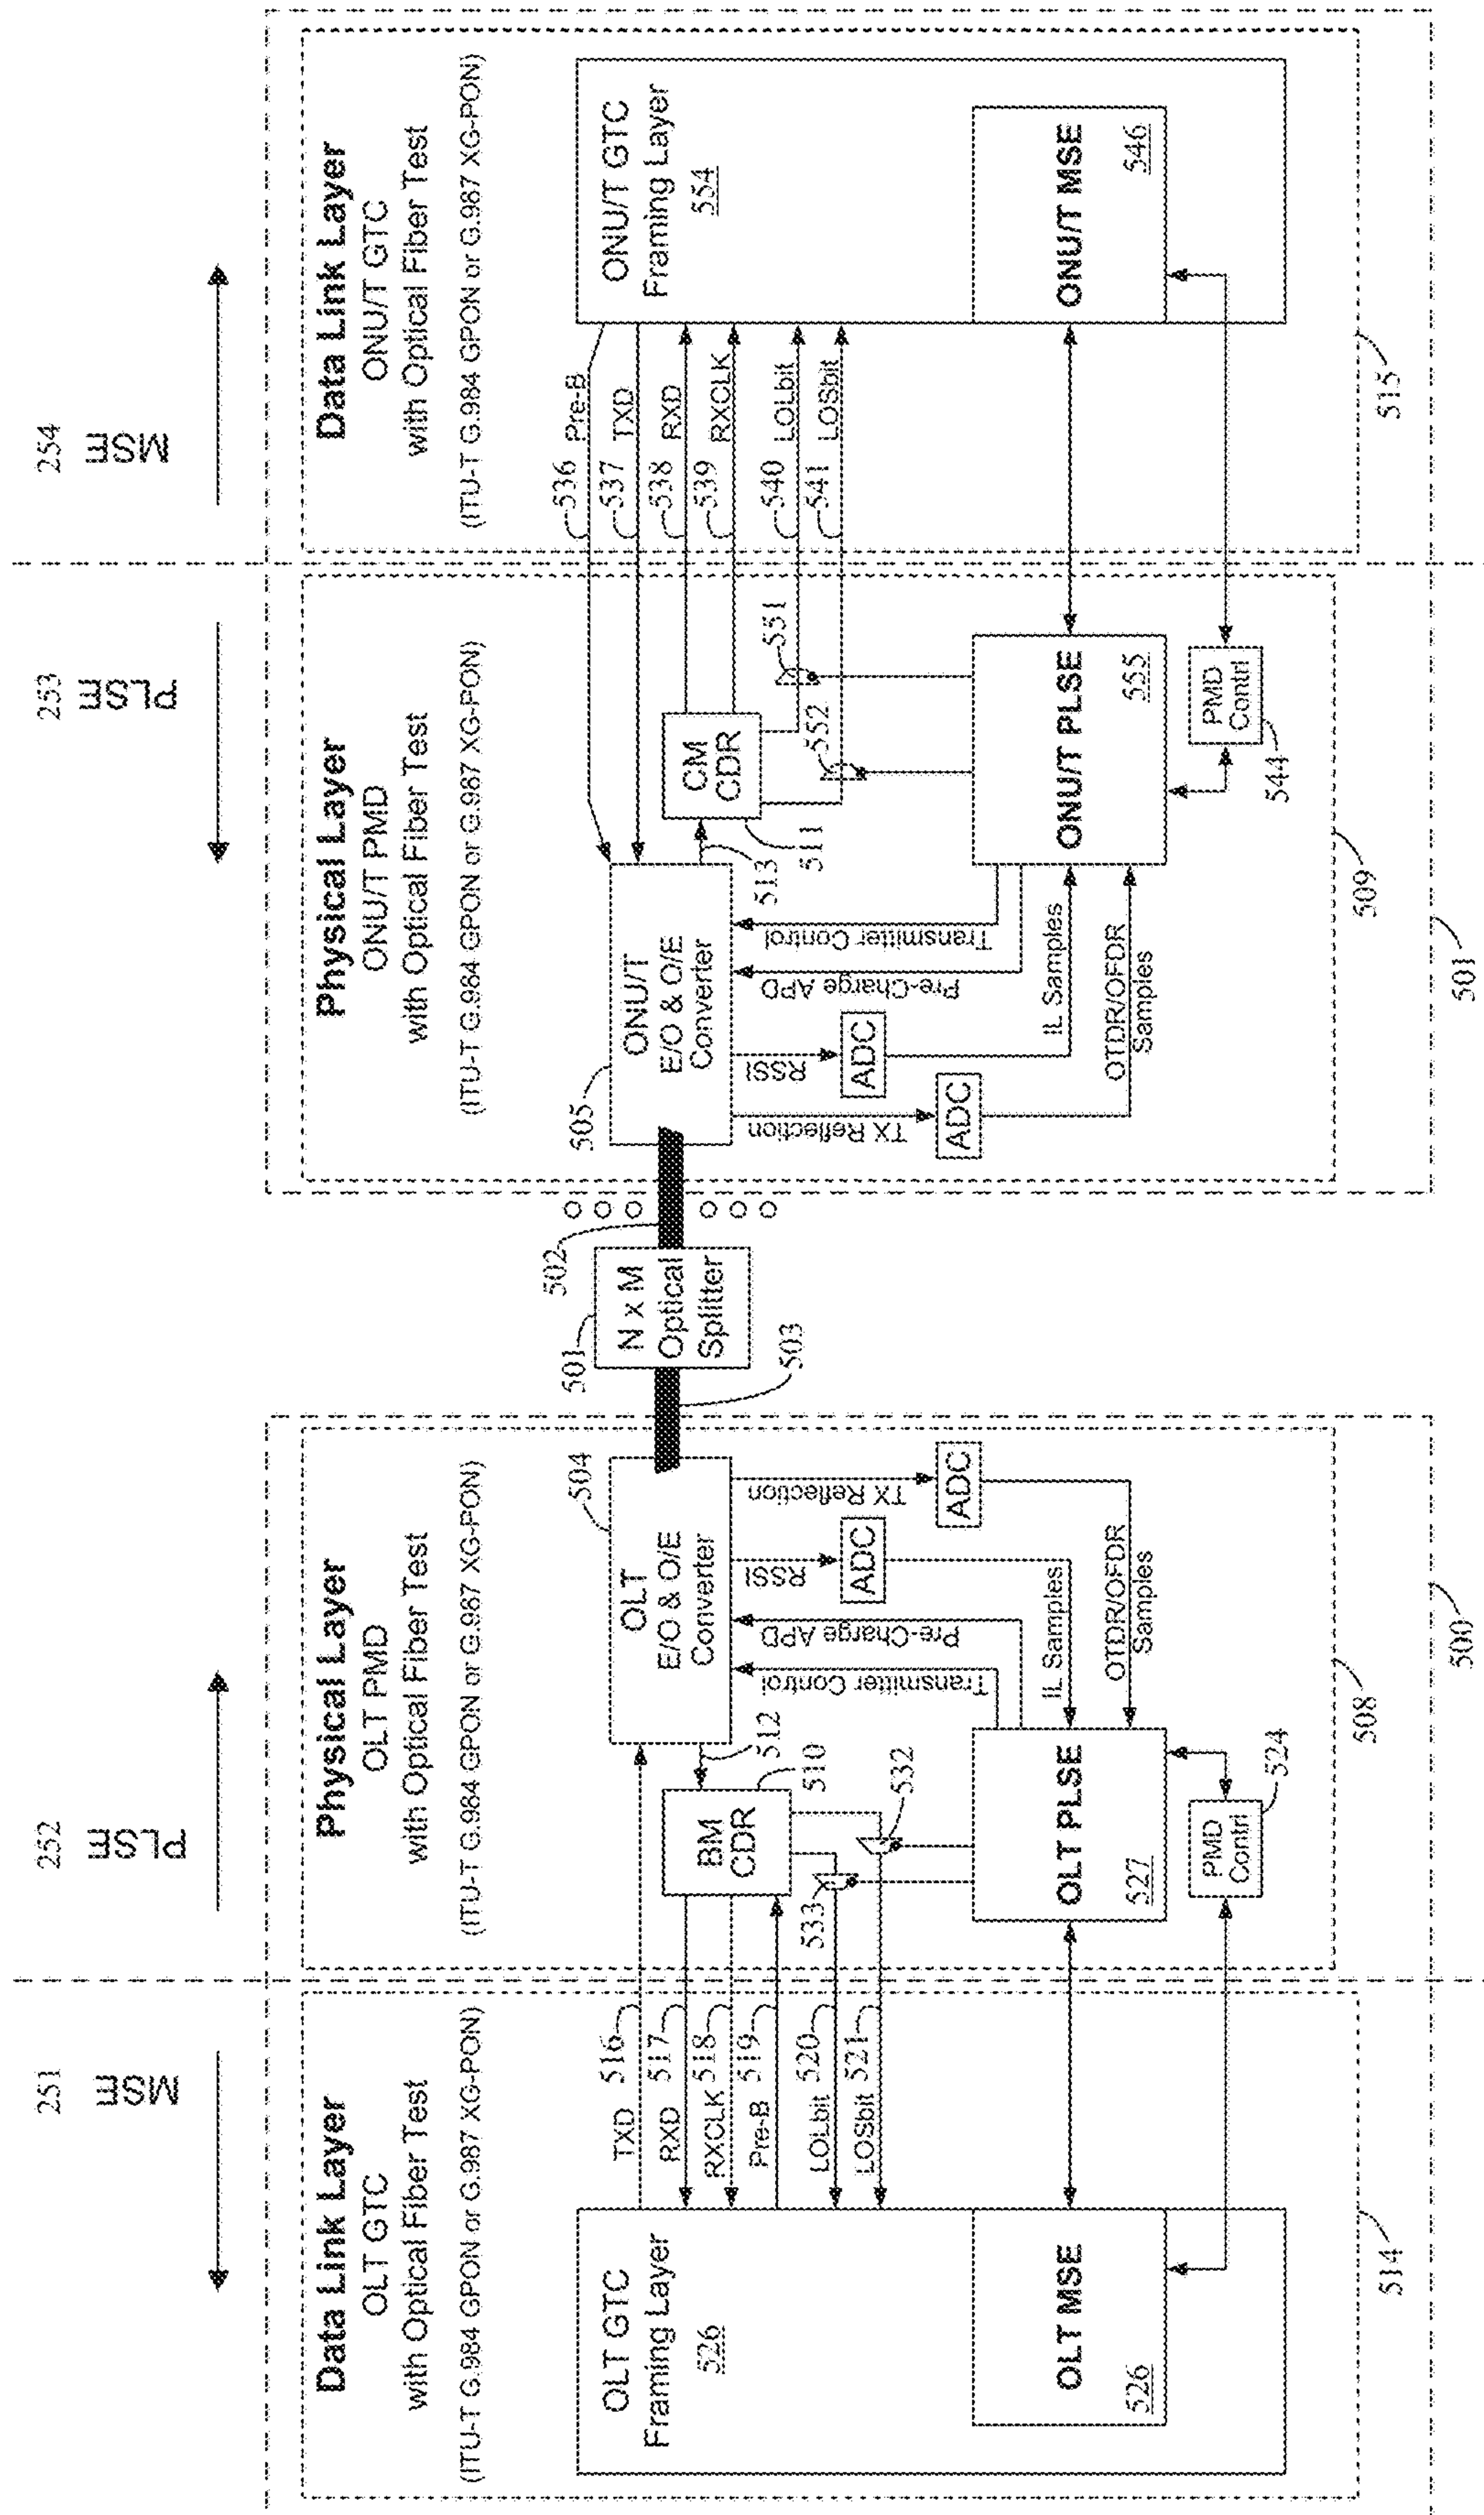 251
MSE
252
PLSE
253
PLSE
254
MSE
Data Link Layer
OLT GTC
with Optical Fiber Test
(ITU-T G.984 GPON or G.987 XG-PON)
OLT GTC
Framing Layer
526
OLT MSE
526
514
TXD
516
RXD
517
RXCLK
518
Pre-B
519
LOLbit
520
LOSbit
521
Physical Layer
OLT PMD
with Optical Fiber Test
(ITU-T G.984 GPON or G.987 XG-PON)
504
OLT
E/O & O/E
Converter
512
BM
CDR
510
533
532
Transmitter Control
Pre-Charge APD
RSSI
TX Reflection
ADC
ADC
IL Samples
OTDR/OFDR
Samples
OLT PLSE
527
PMD
Contrl
524
508
500
501
N x M
Optical
Splitter
502
503
Physical Layer
ONU/T PMD
with Optical Fiber Test
(ITU-T G.984 GPON or G.987 XG-PON)
505
ONU/T
E/O & O/E
Converter
513
CM
CDR
511
552
551
TX Reflection
RSSI
Pre-Charge APD
Transmitter Control
ADC
ADC
IL Samples
OTDR/OFDR
Samples
ONU/T PLSE
555
PMD
Contrl
544
509
501
Data Link Layer
ONU/T GTC
with Optical Fiber Test
(ITU-T G.984 GPON or G.987 XG-PON)
536
Pre-B
537
TXD
538
RXD
539
RXCLK
540
LOLbit
541
LOSbit
ONU/T GTC
Framing Layer
554
ONU/T MSE
546
515